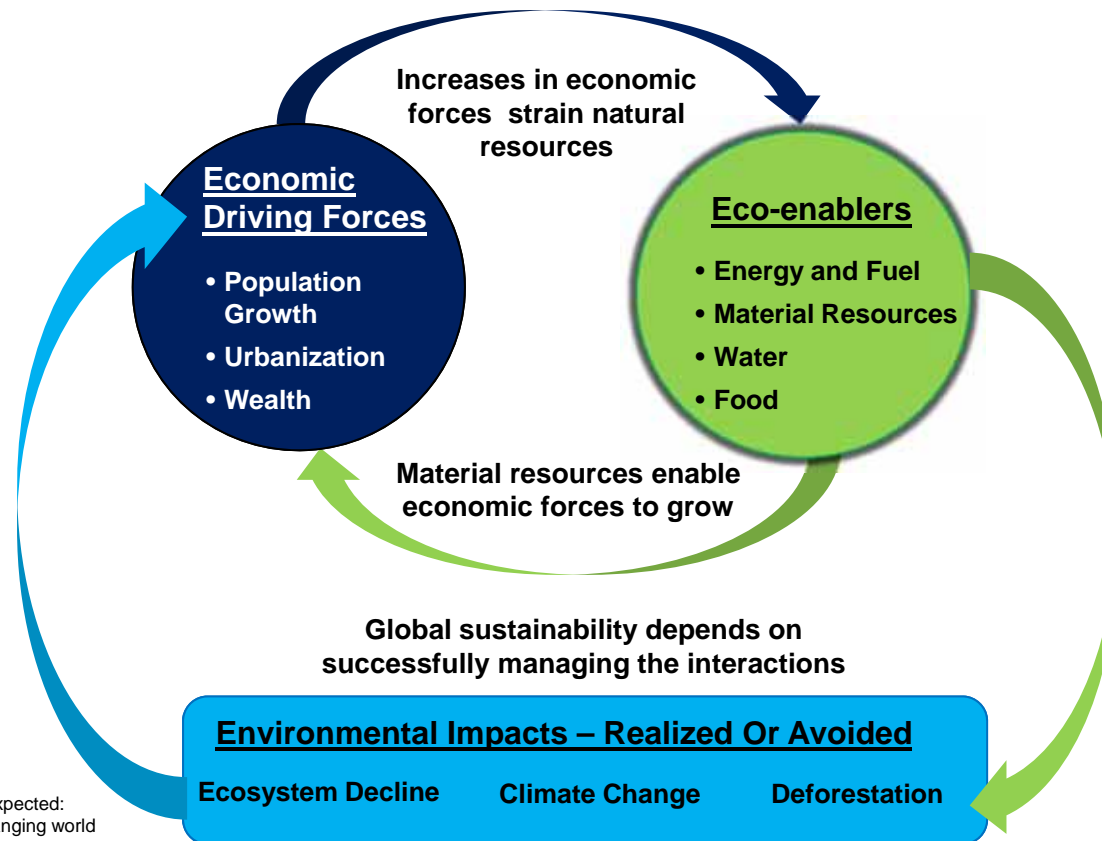 Increases in economic
forces strain natural
resources
Economic
Driving Forces
• Population
Growth
• Urbanization
• Wealth
Eco-enablers
• Energy and Fuel
• Material Resources
• Water
• Food
Material resources enable
economic forces to grow
Global sustainability depends on
successfully managing the interactions
Environmental Impacts – Realized Or Avoided
Ecosystem Decline Climate Change Deforestation
anging world